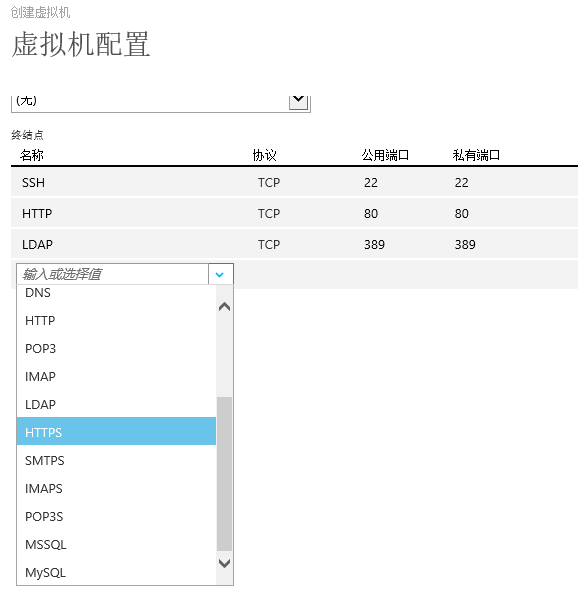 创建虚拟机
虚拟机配置
(无)
终结点
名称 协议 公用端口 私有端口
SSH TCP 22 22
HTTP TCP 80 80
LDAP TCP 389 389
输入或选择值
DNS
HTTP
POP3
IMAP
LDAP
HTTPS
SMTPS
IMAPS
POP3S
MSSQL
MySQL